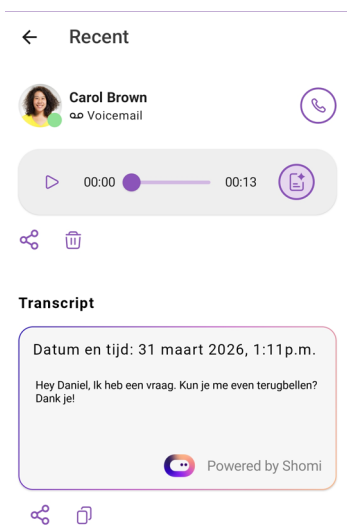 Recent
Carol Brown
Voicemail
00:00
00:13
Transcript
Datum en tijd: 31 maart 2026, 1:11p.m.
Hey Daniel, Ik heb een vraag. Kun je me even terugbellen?
Dank je!
Powered by Shomi